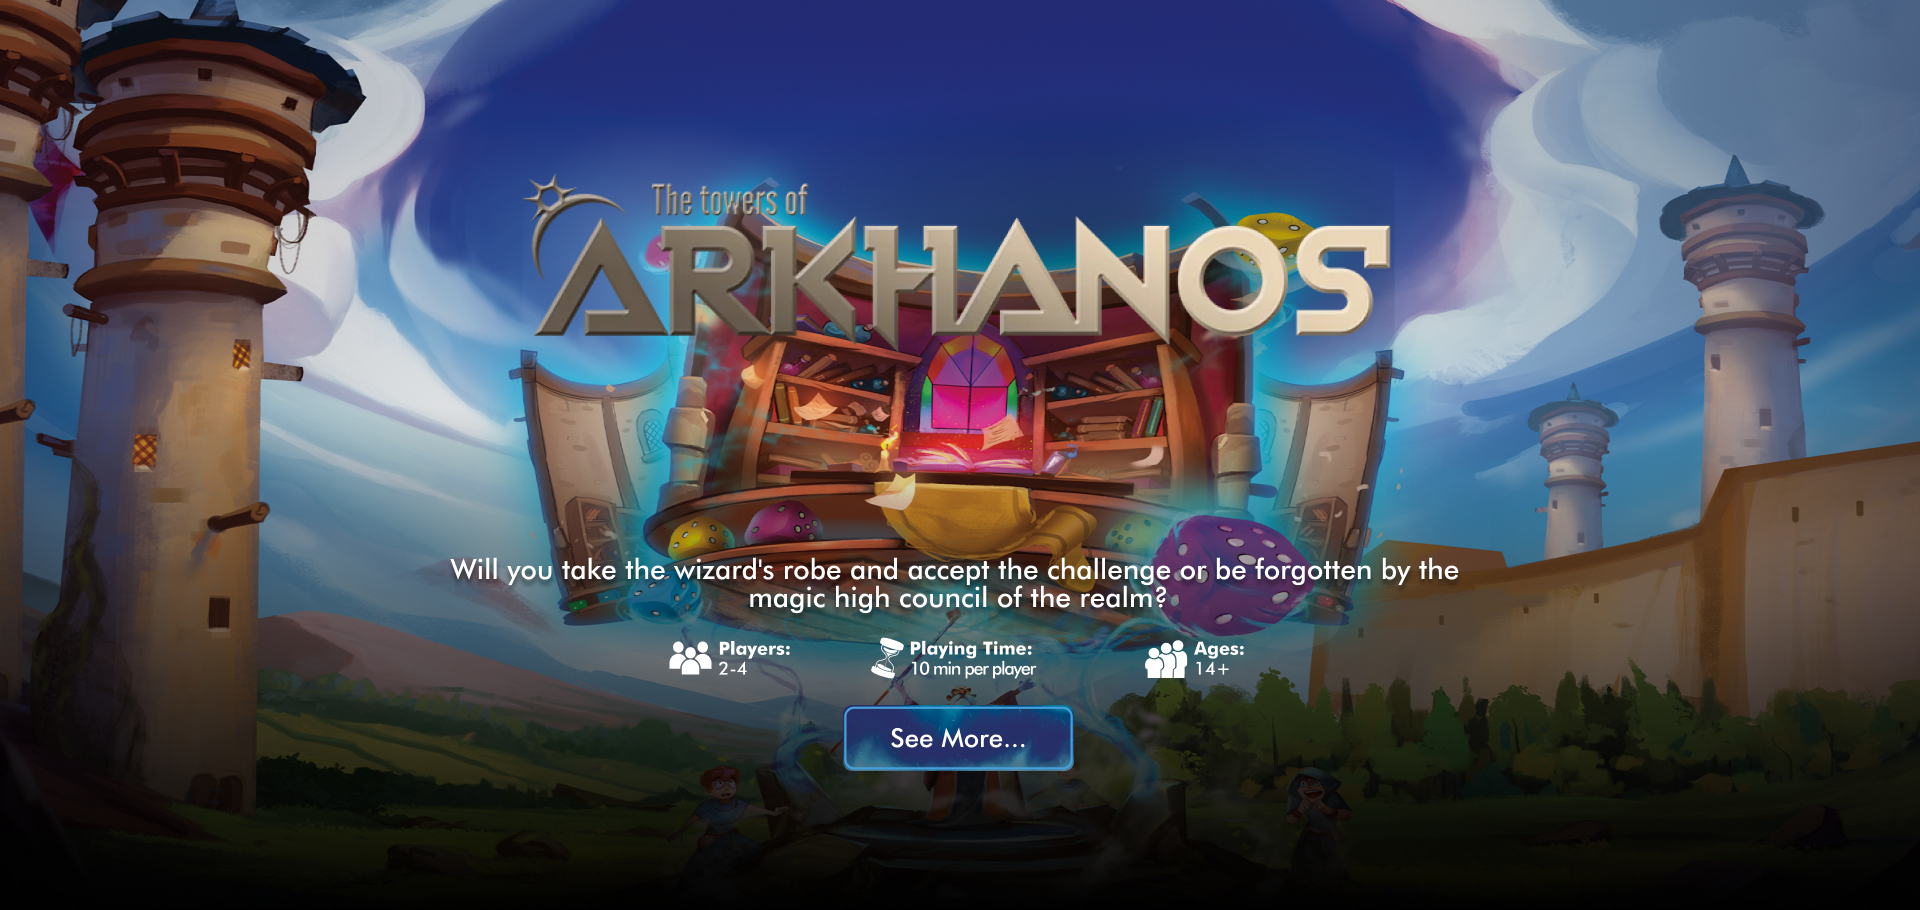 The towers of
ARKHANOS
Will you take the wizard's robe and accept the challenge or be forgotten by the
magic high council of the realm?
Players:
2-4
Playing Time:
10 min per player
Ages:
14+
See More...